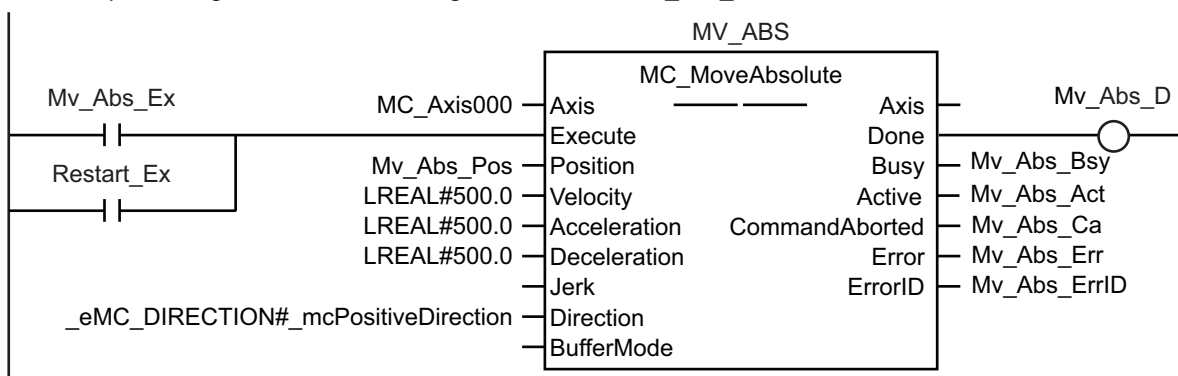 MV_ABS
MC_MoveAbsolute
Mv_Abs_Ex
MC_Axis000
Axis
Axis
Mv_Abs_D
Execute
Done
Restart_Ex
Mv_Abs_Pos
Position
Busy
Mv_Abs_Bsy
LREAL#500.0
Velocity
Active
Mv_Abs_Act
LREAL#500.0
Acceleration
CommandAborted
Mv_Abs_Ca
LREAL#500.0
Deceleration
Error
Mv_Abs_Err
Jerk
ErrorID
Mv_Abs_ErrID
_eMC_DIRECTION#_mcPositiveDirection
Direction
BufferMode